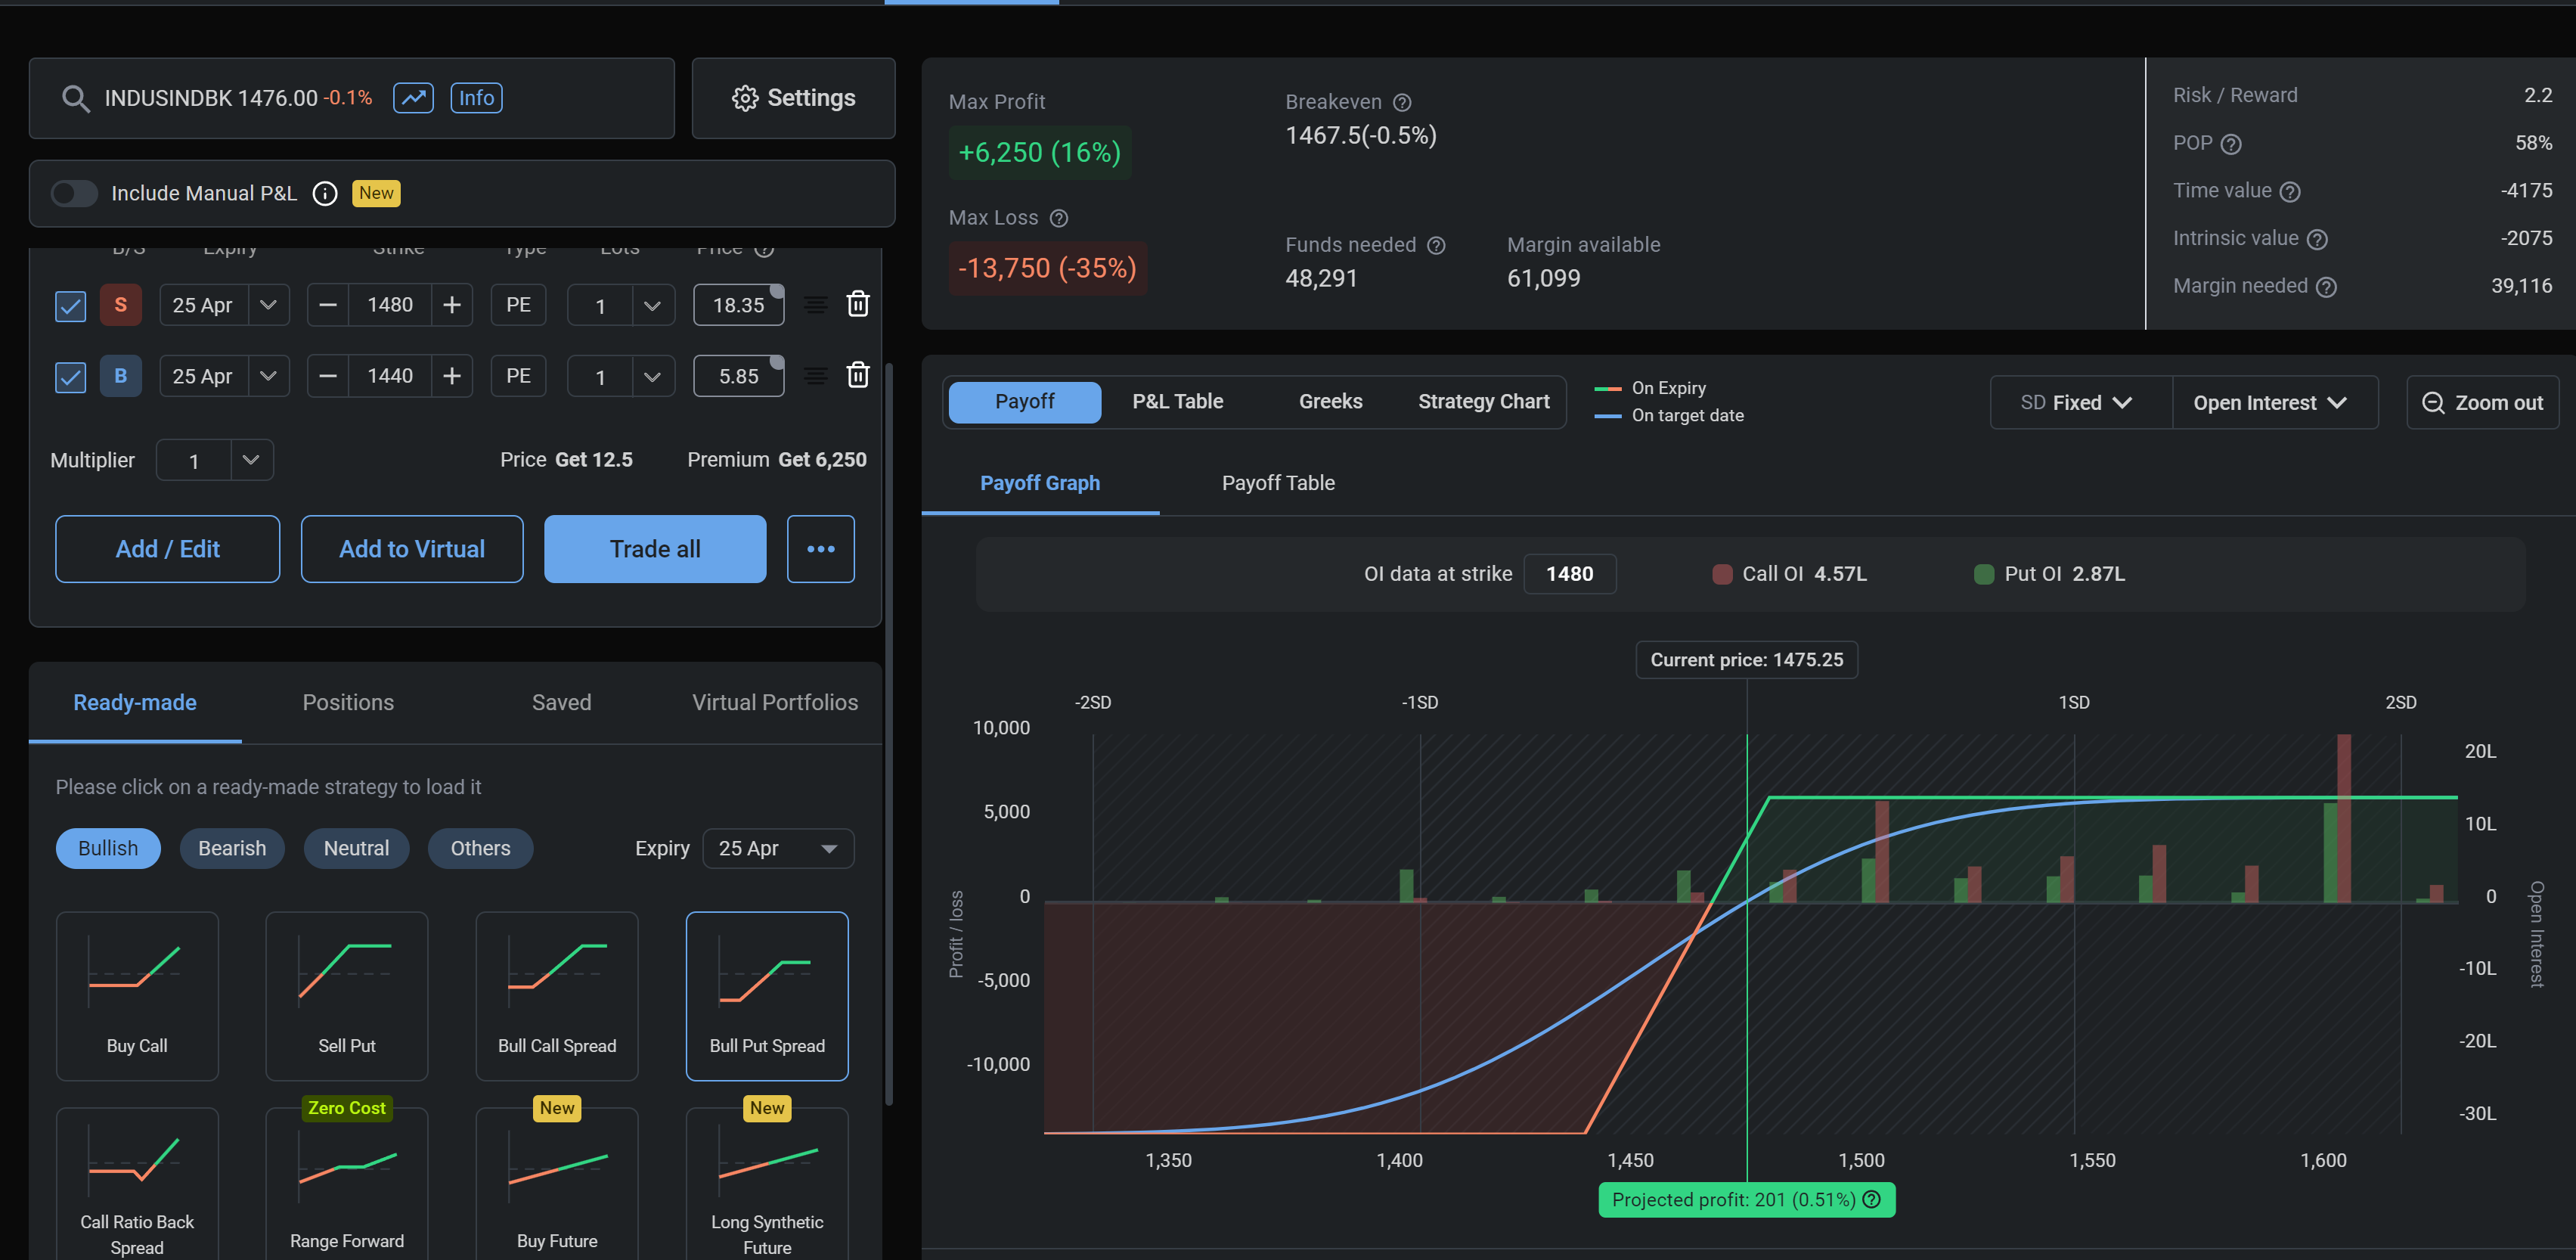 INDUSINDBK 1476.00 -0.1% Info
Settings
Include Manual P&L New
B/S Expiry Strike Type Lots Price
S 25 Apr 1480 PE 1 18.35
B 25 Apr 1440 PE 1 5.85
Multiplier 1 Price Get 12.5 Premium Get 6,250
Add / Edit Add to Virtual Trade all
Ready-made Positions Saved Virtual Portfolios
Please click on a ready-made strategy to load it
Bullish Bearish Neutral Others Expiry 25 Apr
Buy Call Sell Put Bull Call Spread Bull Put Spread
Zero Cost New New
Call Ratio Back Spread
Range Forward
Buy Future
Long Synthetic Future
Max Profit
+6,250 (16%)
Breakeven
1467.5(-0.5%)
Max Loss
-13,750 (-35%)
Funds needed
48,291
Margin available
61,099
Risk / Reward 2.2
POP 58%
Time value -4175
Intrinsic value -2075
Margin needed 39,116
Payoff P&L Table Greeks Strategy Chart
On Expiry
On target date
SD Fixed Open Interest Zoom out
Payoff Graph Payoff Table
OI data at strike 1480 Call OI 4.57L Put OI 2.87L
Current price: 1475.25
-2SD -1SD 1SD 2SD
10,000
5,000
0
-5,000
-10,000
Profit / loss
20L
10L
0
-10L
-20L
-30L
Open Interest
1,350 1,400 1,450 1,500 1,550 1,600
Projected profit: 201 (0.51%)